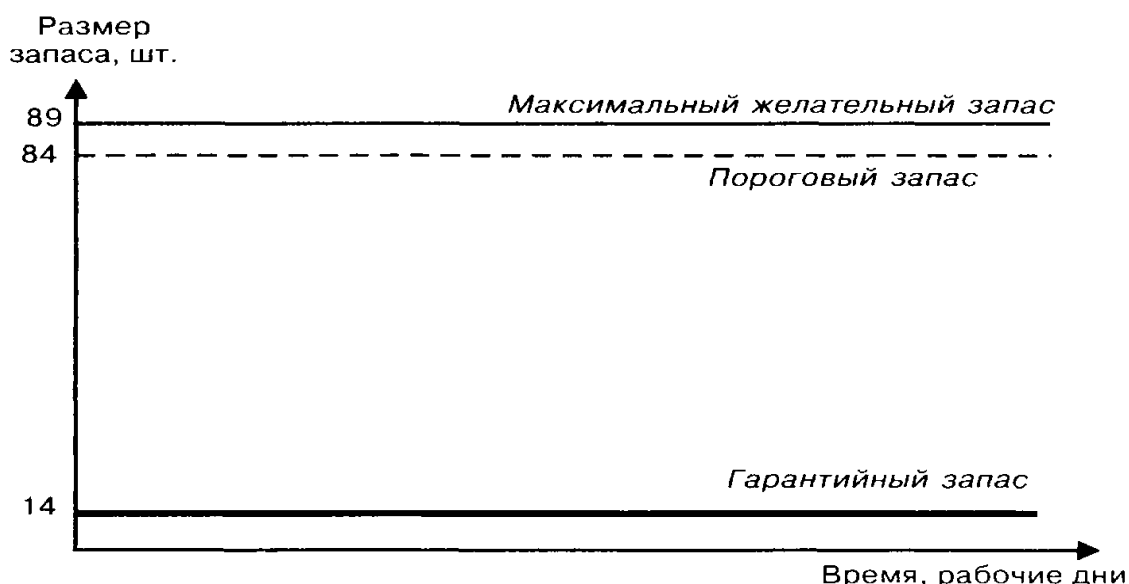 Размер
запаса, шт.
Максимальный желательный запас
89
84
Пороговый запас
Гарантийный запас
14
Время, рабочие дни